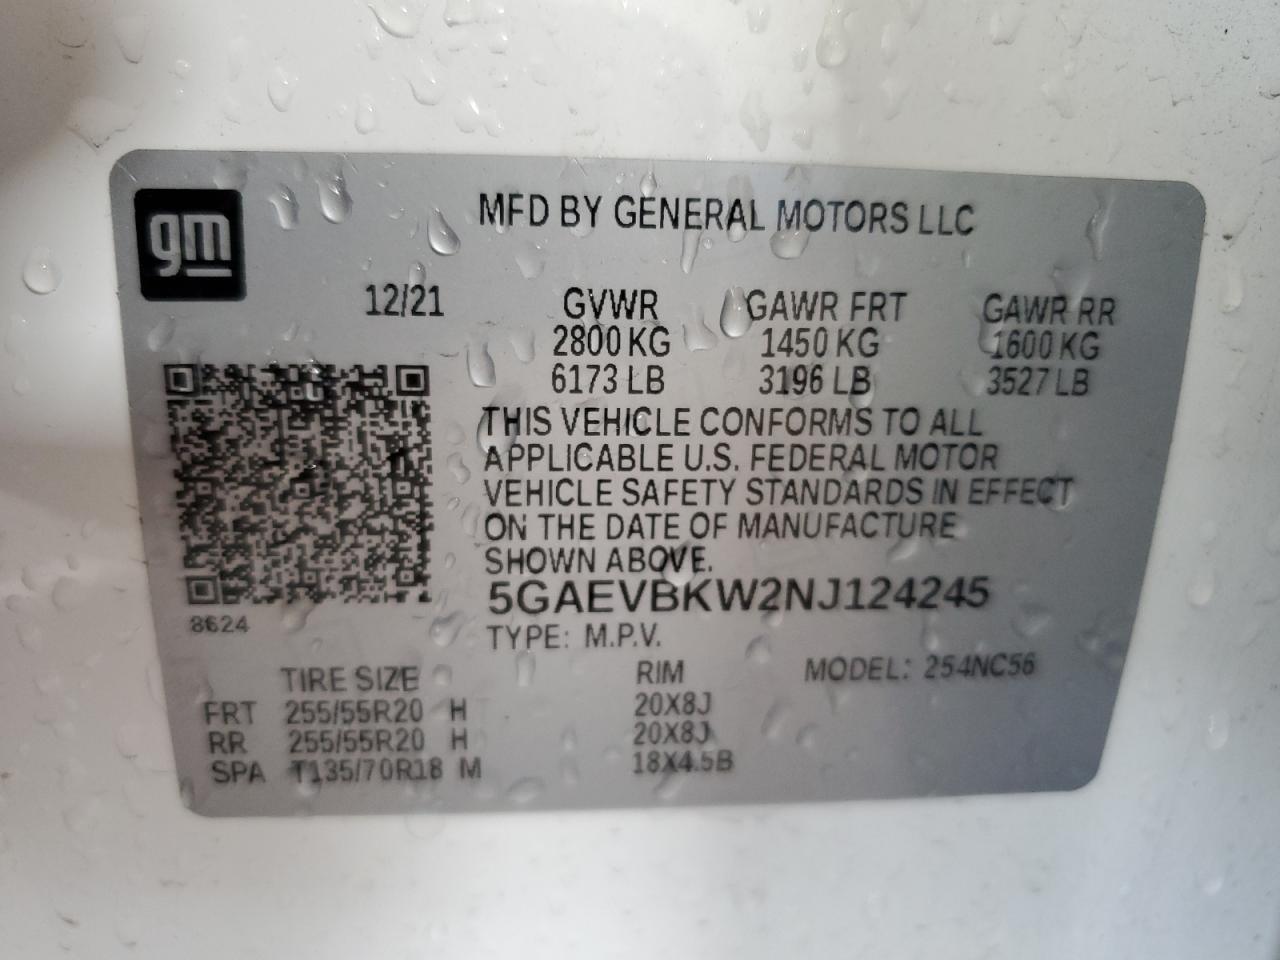 gm
MFD BY GENERAL MOTORS LLC
12/21 GVWR GAWR FRT GAWR RR
2800 KG 1450 KG 1600 KG
6173 LB 3196 LB 3527 LB
THIS VEHICLE CONFORMS TO ALL
APPLICABLE U.S. FEDERAL MOTOR
VEHICLE SAFETY STANDARDS IN EFFECT
ON THE DATE OF MANUFACTURE
SHOWN ABOVE.
5GAEVBKW2NJ124245
8624
TYPE: M.P.V.
TIRE SIZE RIM MODEL: 254NC56
FRT 255/55R20 H 20X8J
RR 255/55R20 H 20X8J
SPA T135/70R18 M 18X4.5B